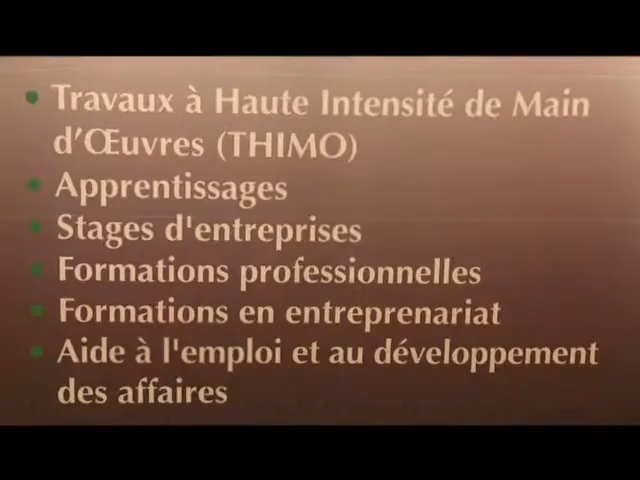 • Travaux à Haute Intensité de Main
d'Œuvres (THIMO)
• Apprentissages
• Stages d'entreprises
• Formations professionnelles
• Formations en entreprenariat
• Aide à l'emploi et au développement
des affaires